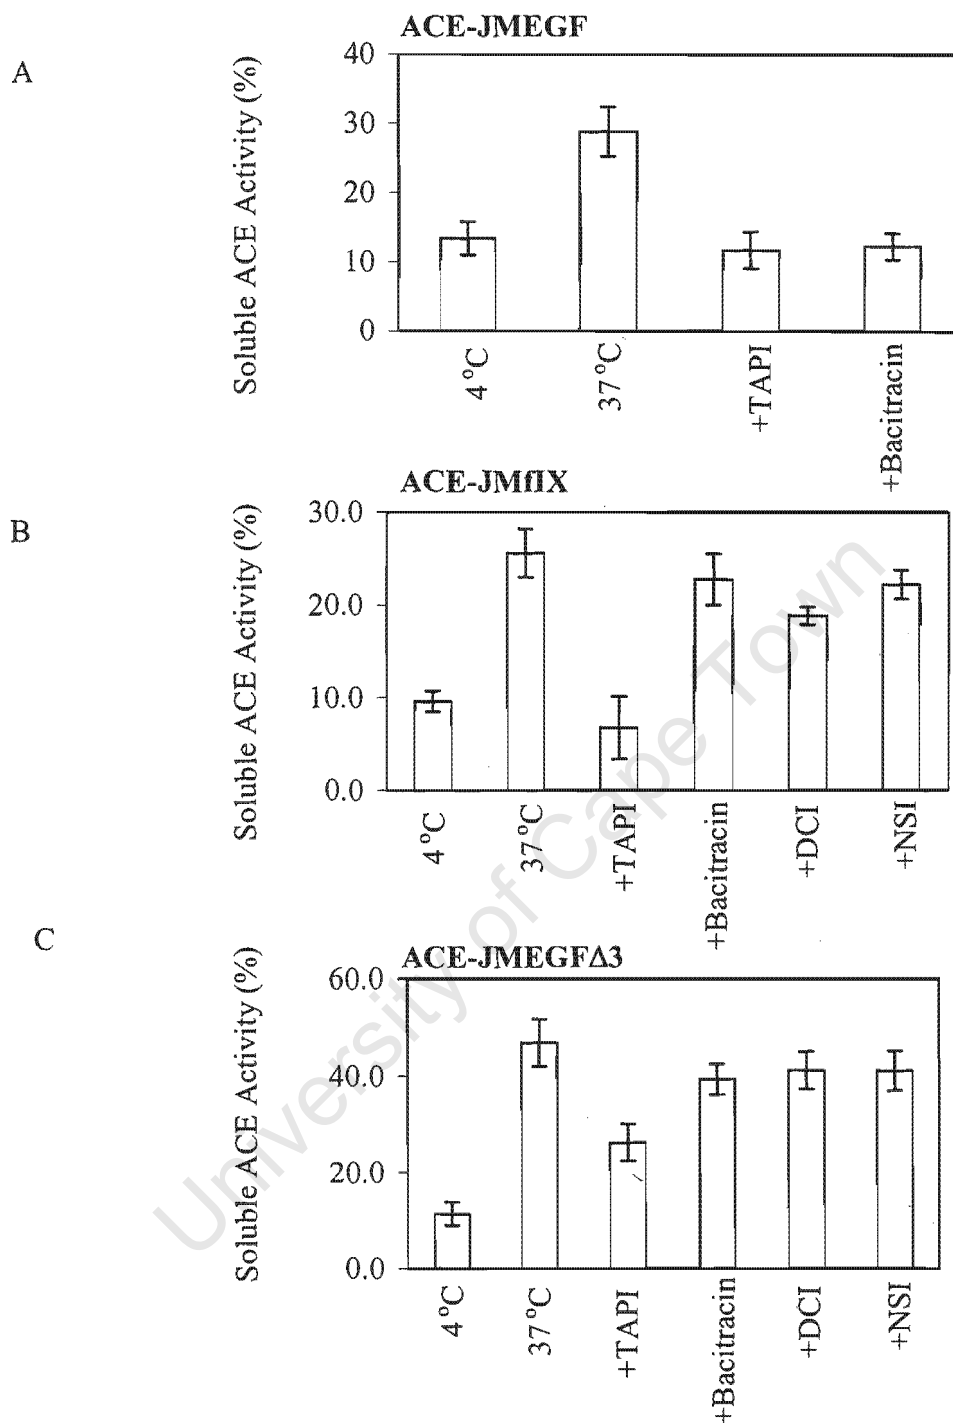 ACE-JMEGF
A
Soluble ACE Activity (%)
40
30
20
10
0
4 °C
37 °C
+TAPI
+Bacitracin
ACE-JMfIX
B
Soluble ACE Activity (%)
30.0
20.0
10.0
0.0
4 °C
37 °C
+TAPI
+Bacitracin
+DCI
+NSI
C
ACE-JMEGFΔ3
Soluble ACE Activity (%)
60.0
40.0
20.0
0.0
4 °C
37 °C
+TAPI
+Bacitracin
+DCI
+NSI
University of Cape Town